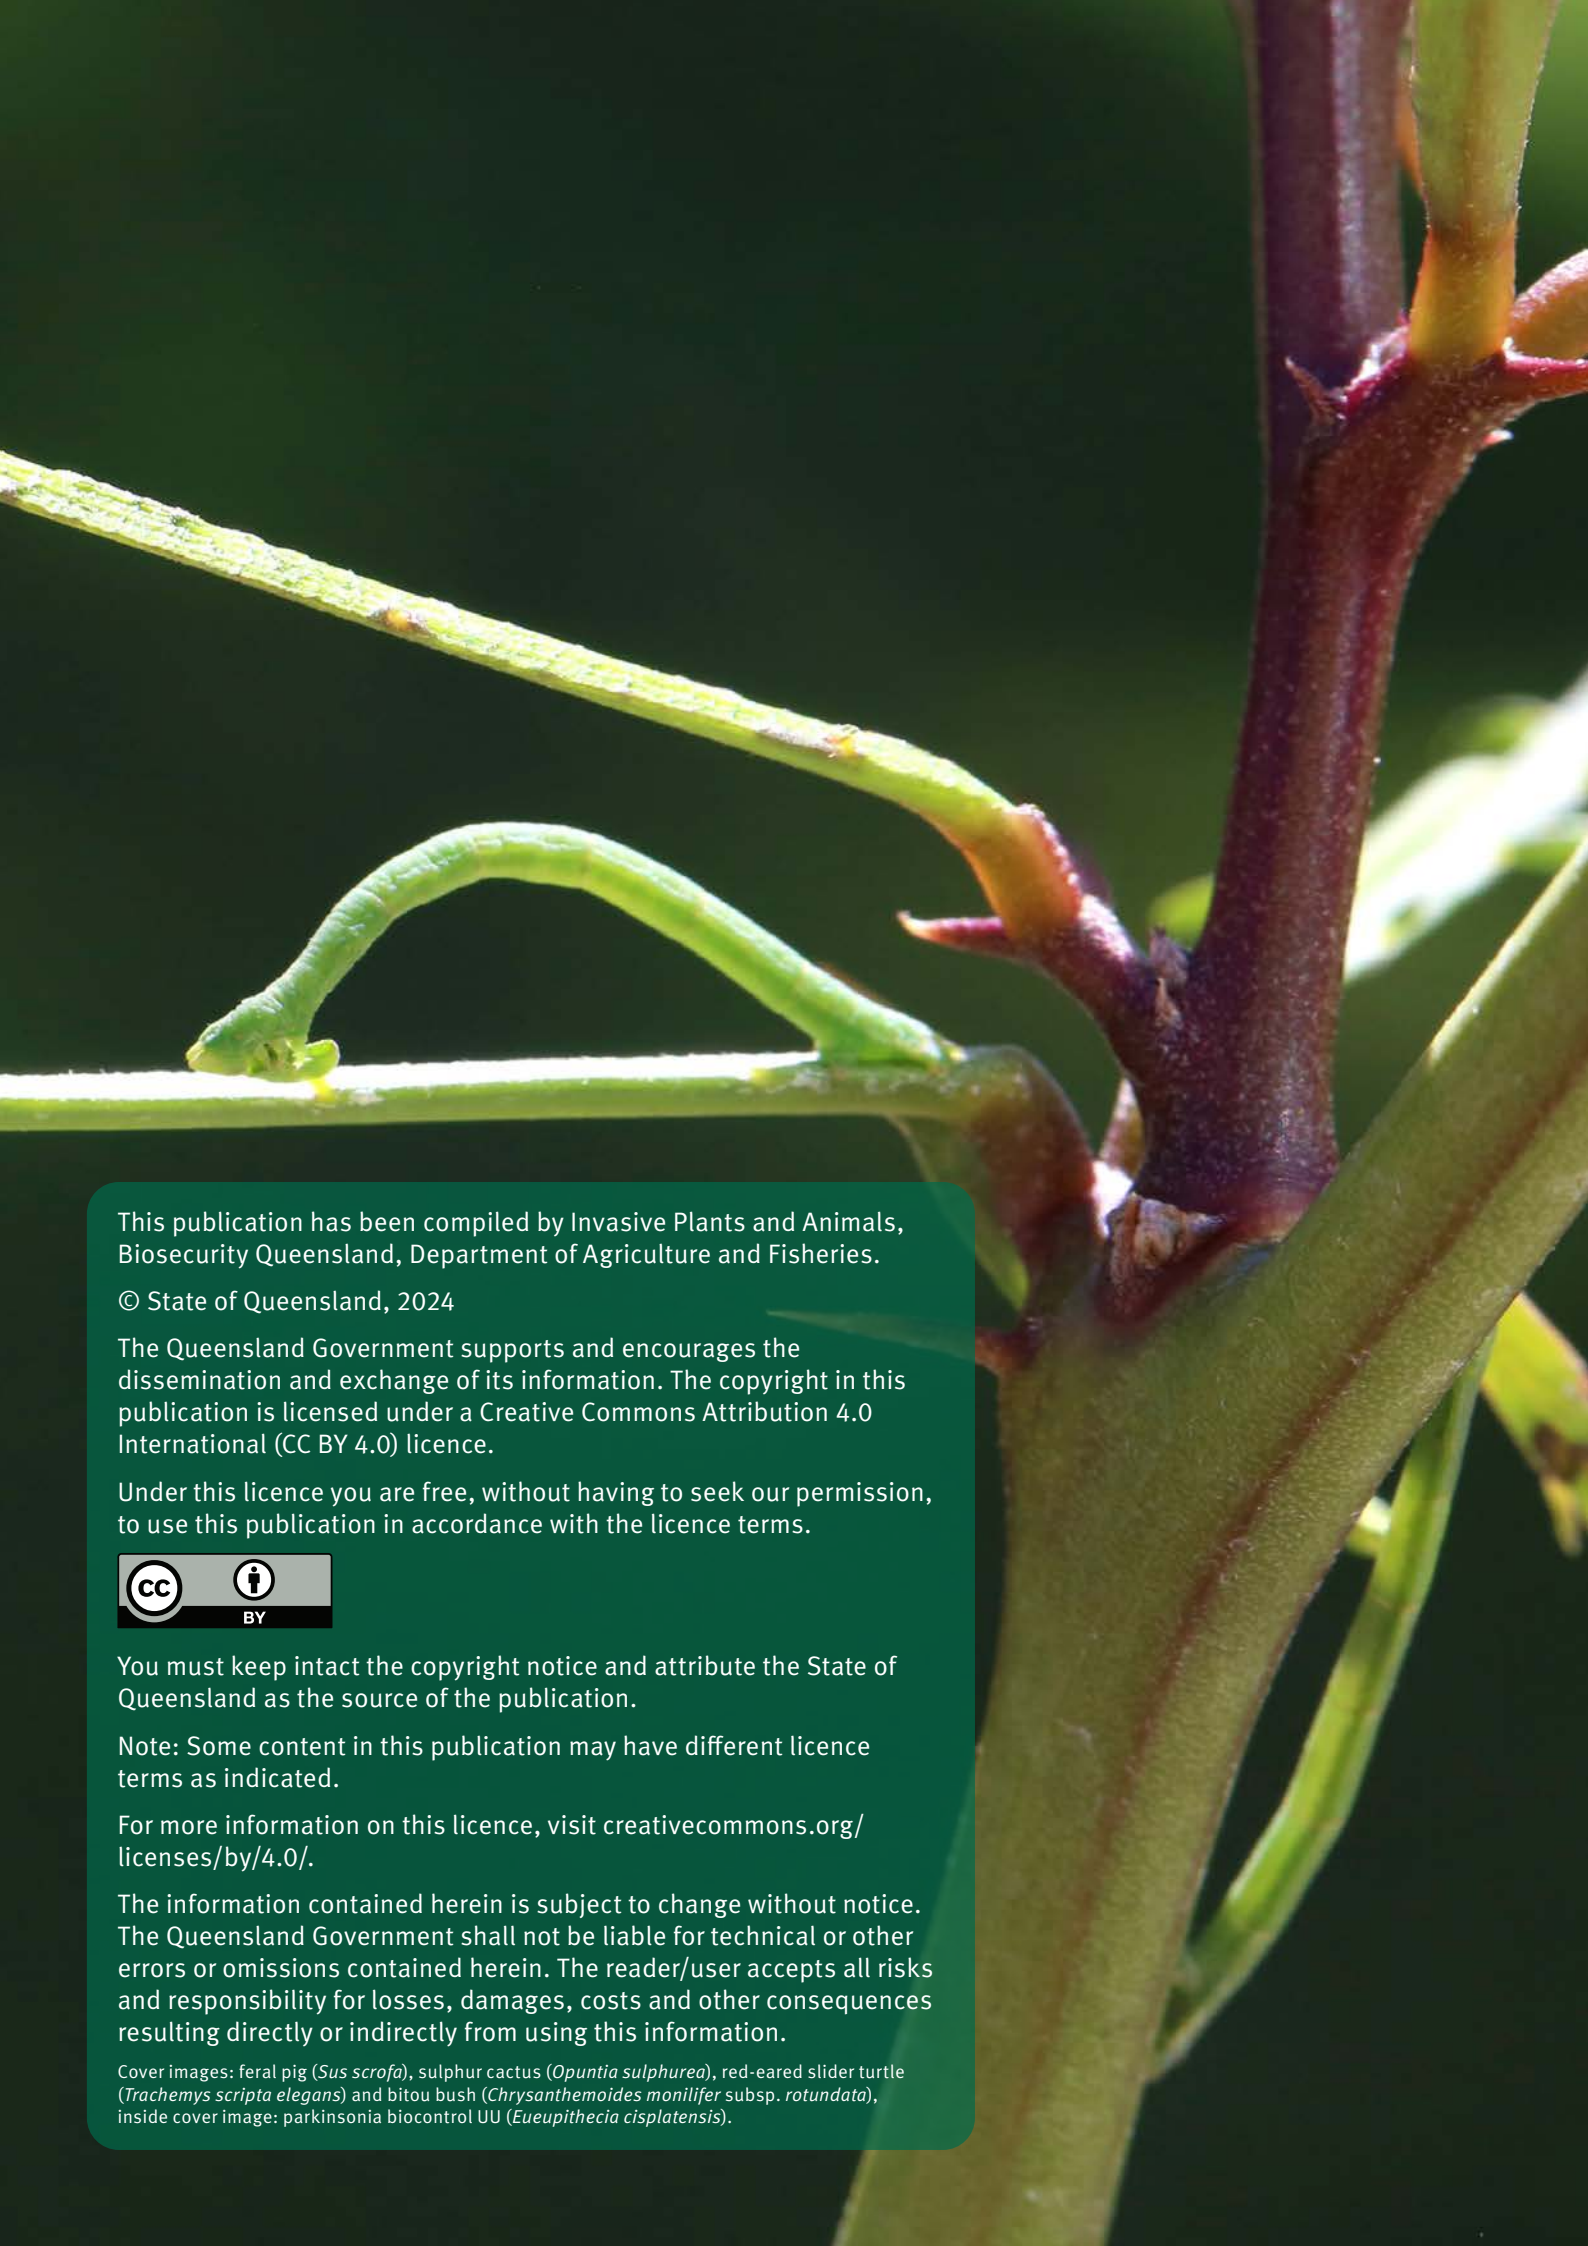 This publication has been compiled by Invasive Plants and Animals,
Biosecurity Queensland, Department of Agriculture and Fisheries.
© State of Queensland, 2024
The Queensland Government supports and encourages the
dissemination and exchange of its information. The copyright in this
publication is licensed under a Creative Commons Attribution 4.0
International (CC BY 4.0) licence.
Under this licence you are free, without having to seek our permission,
to use this publication in accordance with the licence terms.
cc
BY
You must keep intact the copyright notice and attribute the State of
Queensland as the source of the publication.
Note: Some content in this publication may have different licence
terms as indicated.
For more information on this licence, visit creativecommons.org/
licenses/by/4.0/.
The information contained herein is subject to change without notice.
The Queensland Government shall not be liable for technical or other
errors or omissions contained herein. The reader/user accepts all risks
and responsibility for losses, damages, costs and other consequences
resulting directly or indirectly from using this information.
Cover images: feral pig (Sus scrofa), sulphur cactus (Opuntia sulphurea), red-eared slider turtle
(Trachemys scripta elegans) and bitou bush (Chrysanthemoides monilifer subsp. rotundata),
inside cover image: parkinsonia biocontrol UU (Eueupithecia cisplatensis).